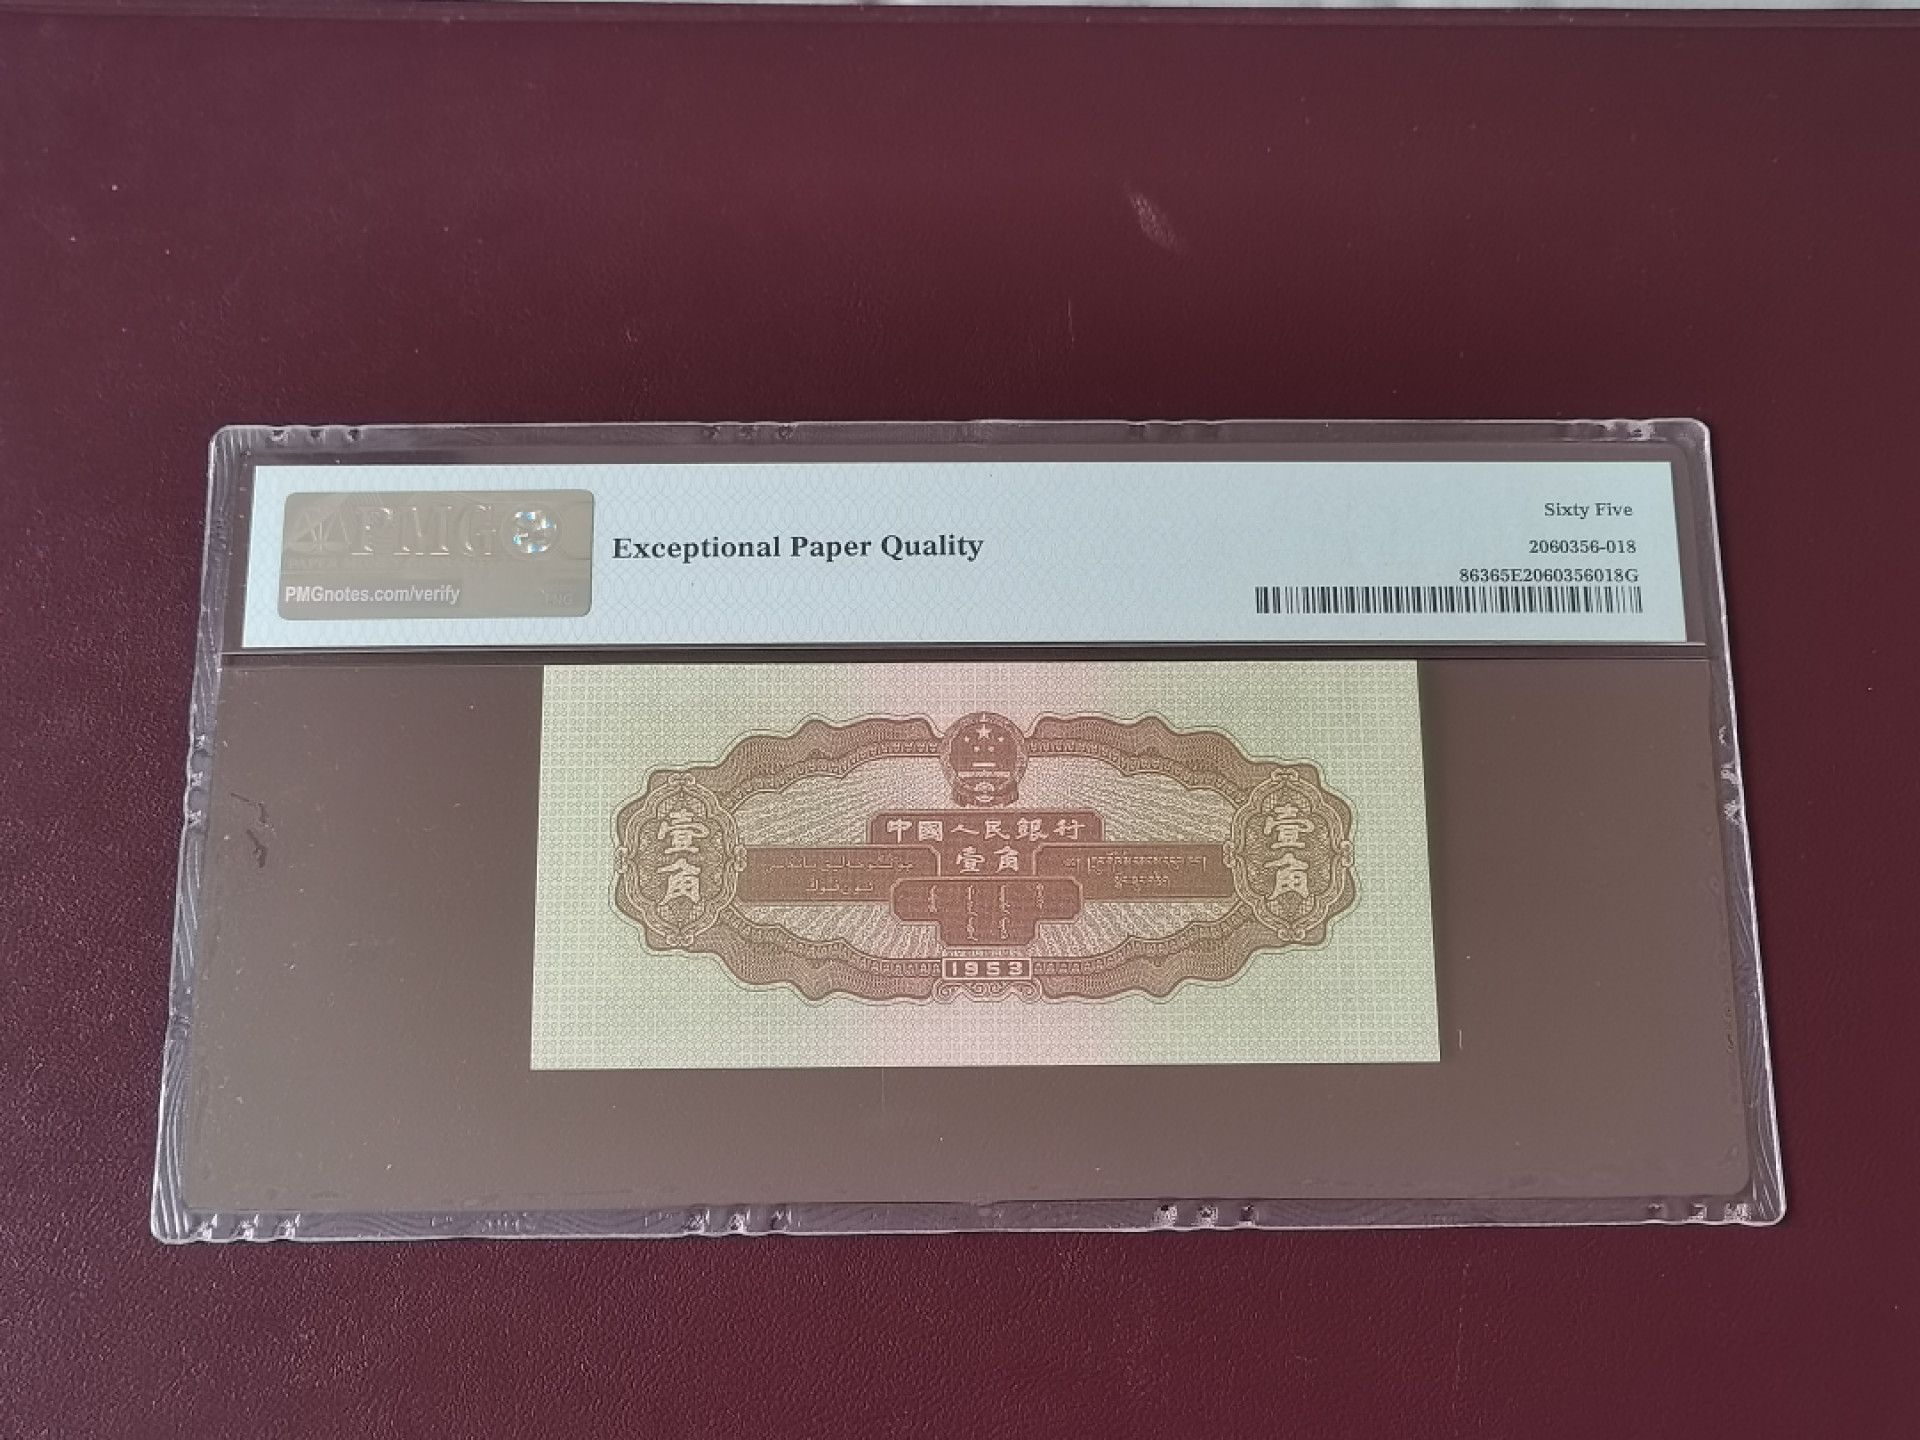 PMG
PMGnotes.com/verify
Exceptional Paper Quality
Sixty Five
2060356-018
86365E2060356018G
中國人民銀行
壹角
壹角
壹角
1953